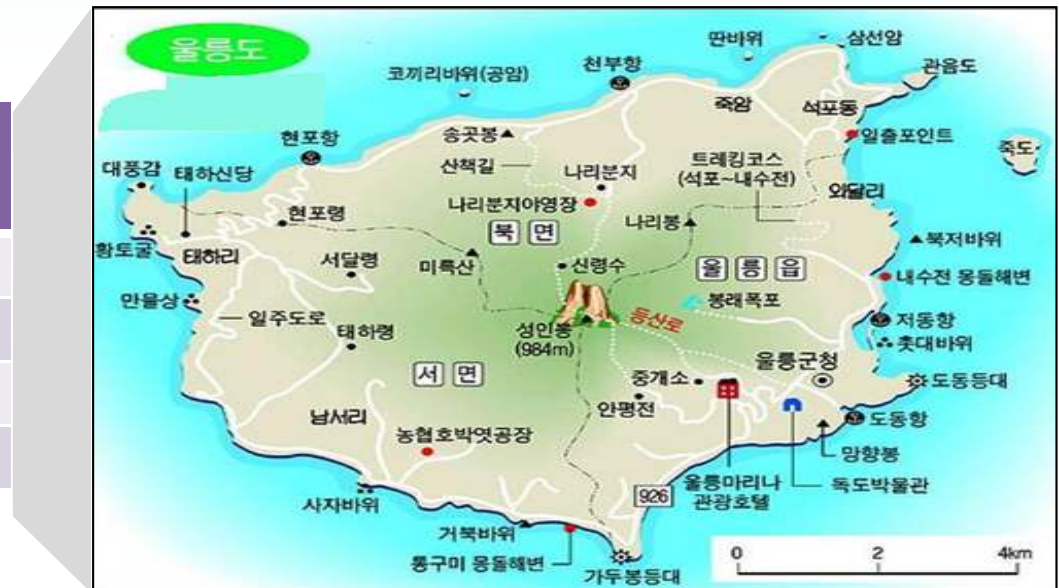 울릉도
딴바위
삼선암
코끼리바위(공암)
천부항
관음도
죽암
석포동
현포항
송곳봉
일출포인트
죽도
대풍감
태하신당
산책길
나리분지
트레킹코스
(석포~내수전)
와달리
현포령
나리분지야영장
나리봉
북면
황토굴
태하리
서달령
미륵산
신령수
울릉읍
북저바위
내수전 몽돌해변
만물상
봉래폭포
일주도로
태하령
성인봉
(984m)
등산로
저동항
촛대바위
울릉군청
서면
중개소
도동등대
안평전
남서리
농협호박엿공장
도동항
망향봉
926
울릉마리나
관광호텔
독도박물관
사자바위
거북바위
통구미 몽돌해변
가두봉등대
0 2 4km